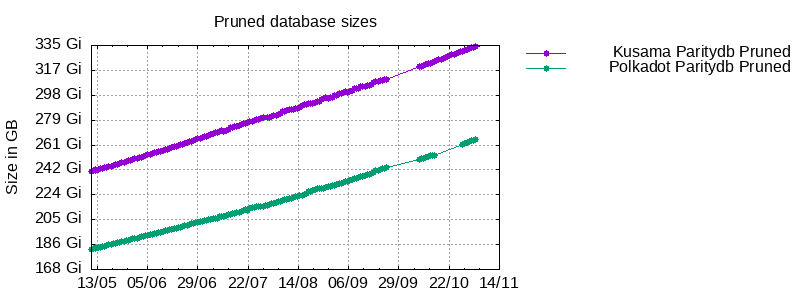 Pruned database sizes
335 Gi
317 Gi
298 Gi
279 Gi
261 Gi
242 Gi
224 Gi
205 Gi
186 Gi
168 Gi
Size in GB
13/05 05/06 29/06 22/07 14/08 06/09 29/09 22/10 14/11
Kusama Paritydb Pruned
Polkadot Paritydb Pruned